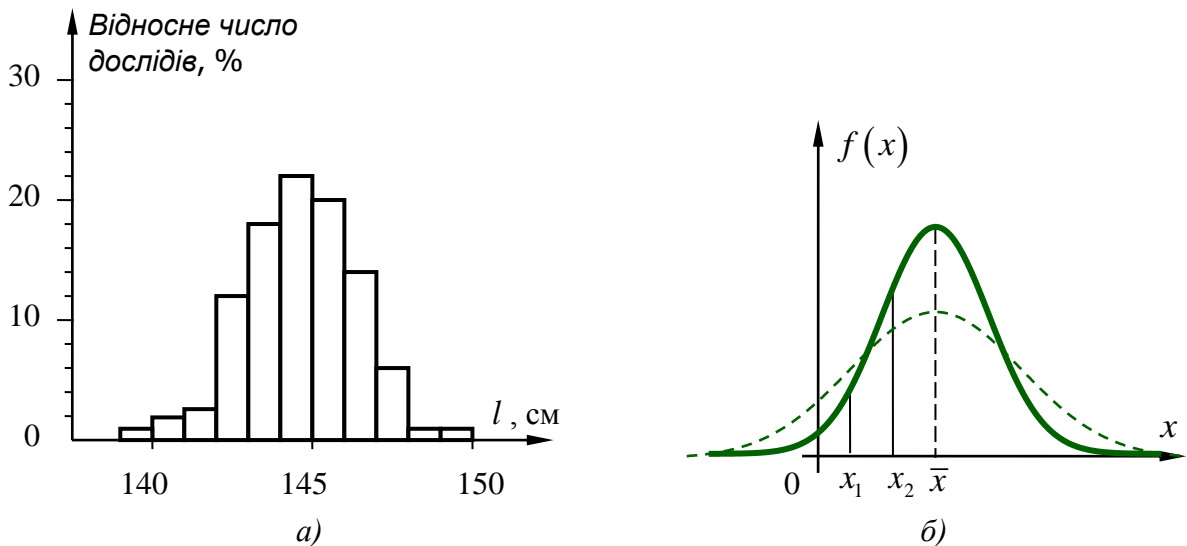 Відносне число
дослідів, %
30
20
10
0
l , см
140
145
150
а)
f (x)
x
0
x₁
x₂
x̅
б)